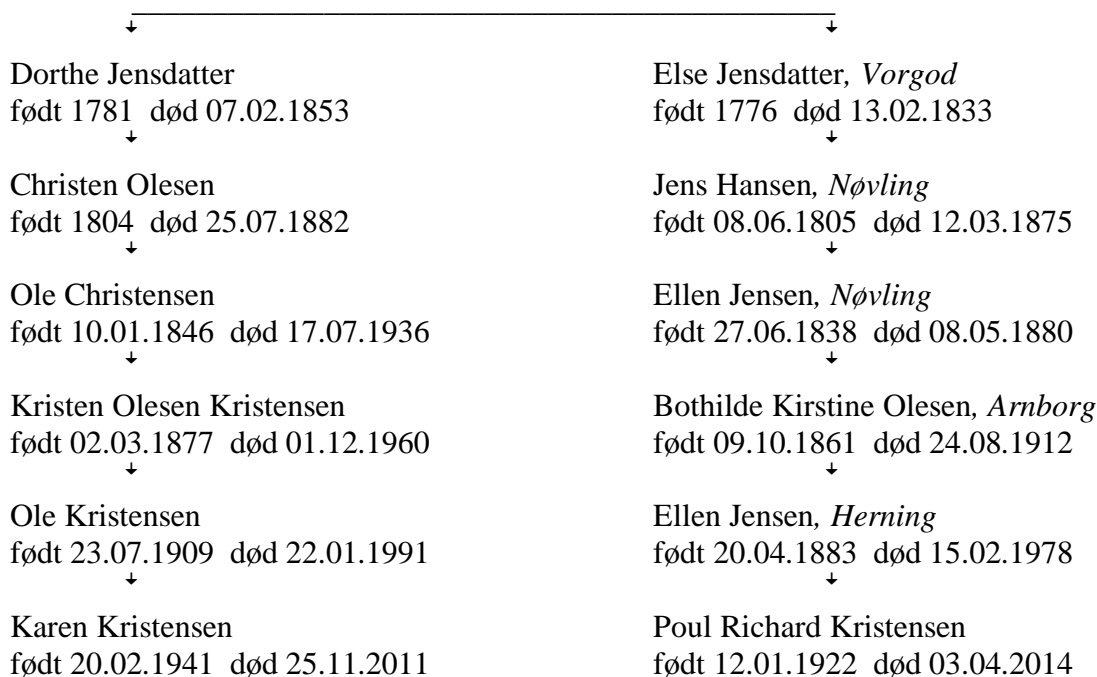 Dorthe Jensdatter
født 1781 død 07.02.1853
Else Jensdatter, Vorgod
født 1776 død 13.02.1833
Christen Olesen
født 1804 død 25.07.1882
Jens Hansen, Nøvling
født 08.06.1805 død 12.03.1875
Ole Christensen
født 10.01.1846 død 17.07.1936
Ellen Jensen, Nøvling
født 27.06.1838 død 08.05.1880
Kristen Olesen Kristensen
født 02.03.1877 død 01.12.1960
Bothilde Kirstine Olesen, Arnborg
født 09.10.1861 død 24.08.1912
Ole Kristensen
født 23.07.1909 død 22.01.1991
Ellen Jensen, Herning
født 20.04.1883 død 15.02.1978
Karen Kristensen
født 20.02.1941 død 25.11.2011
Poul Richard Kristensen
født 12.01.1922 død 03.04.2014